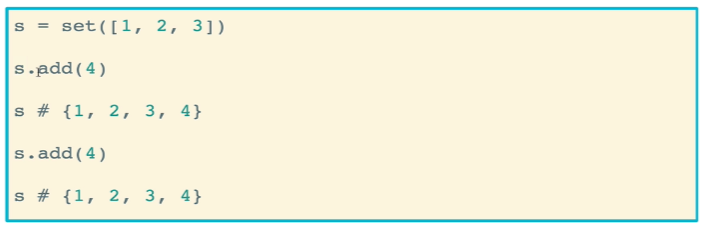 s = set([1, 2, 3])
s.add(4)
s # {1, 2, 3, 4}
s.add(4)
s # {1, 2, 3, 4}